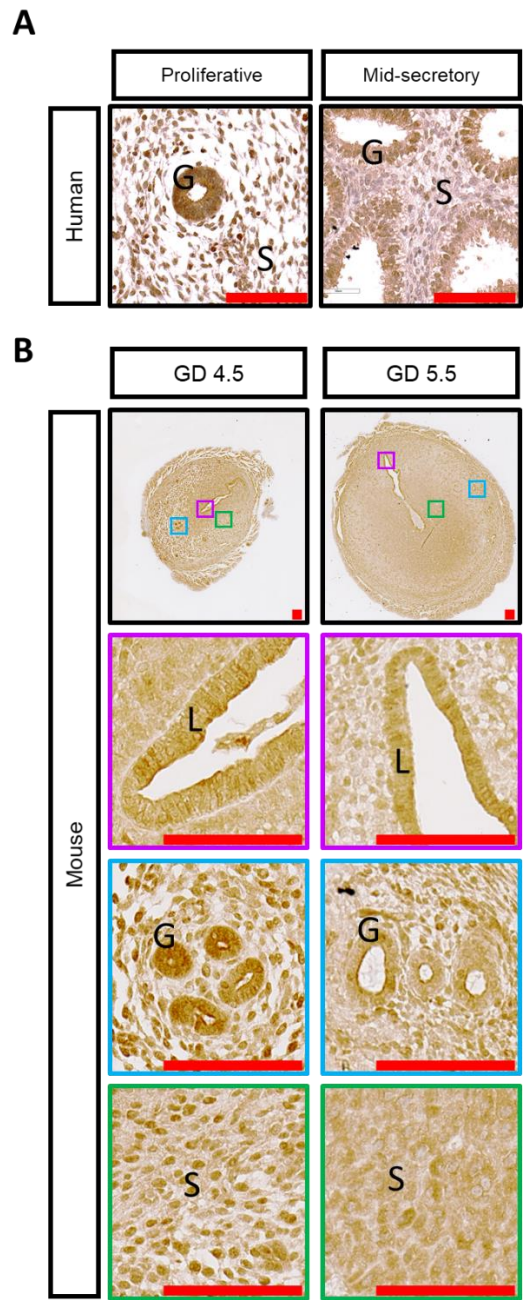 A
Proliferative Mid-secretory
Human
G G
S S
B
GD 4.5 GD 5.5
Mouse
L L
G G
S S